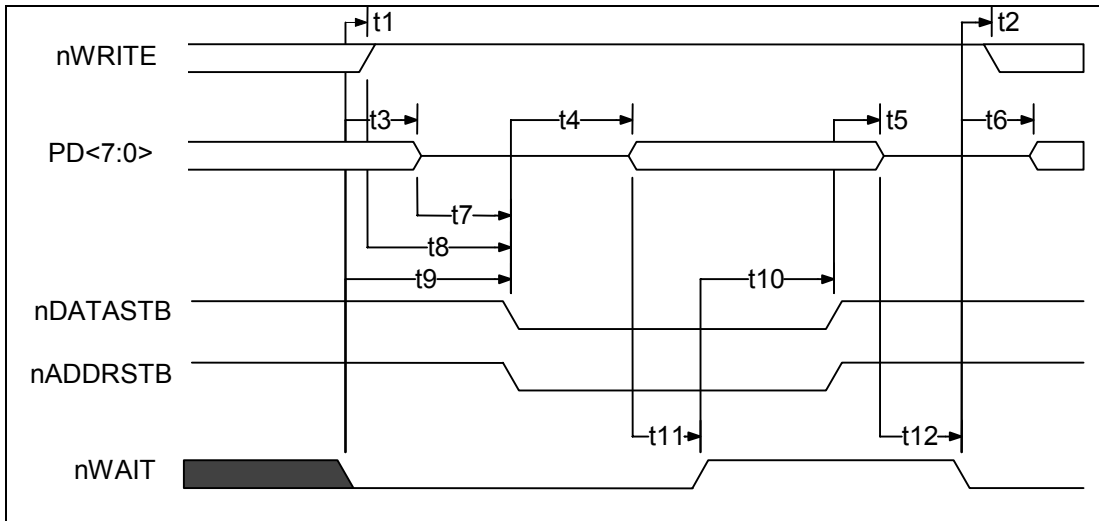 t1
t2
nWRITE
t3
t4
t5
t6
PD<7:0>
t7
t8
t9
t10
nDATASTB
nADDRSTB
t11
t12
nWAIT